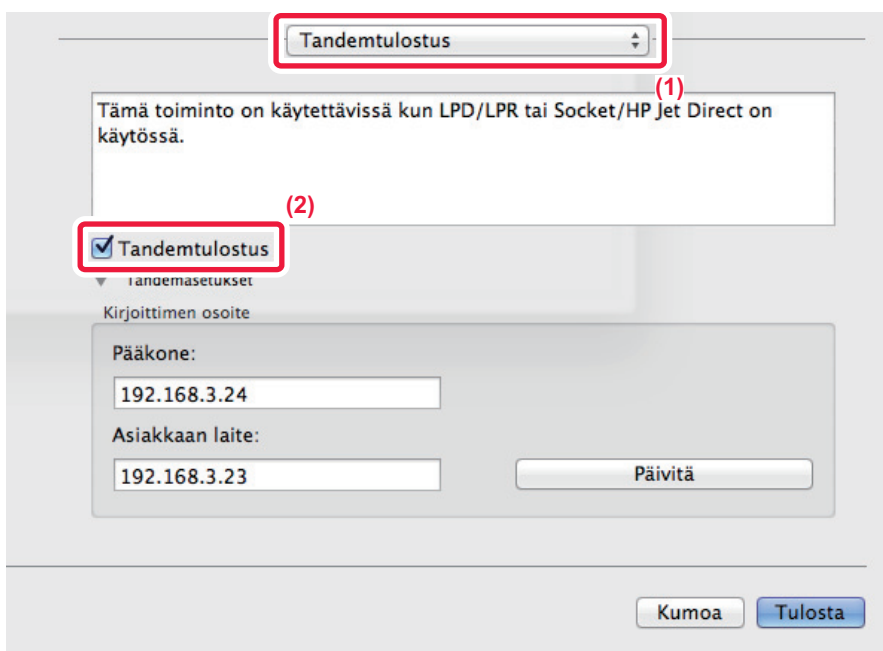 Tandemtulostus
(1)
Tämä toiminto on käytettävissä kun LPD/LPR tai Socket/HP Jet Direct on
käytössä.
(2)
Tandemtulostus
Tandemasetukset
Kirjoittimen osoite
Pääkone:
192.168.3.24
Asiakkaan laite:
192.168.3.23
Päivitä
Kumoa
Tulosta